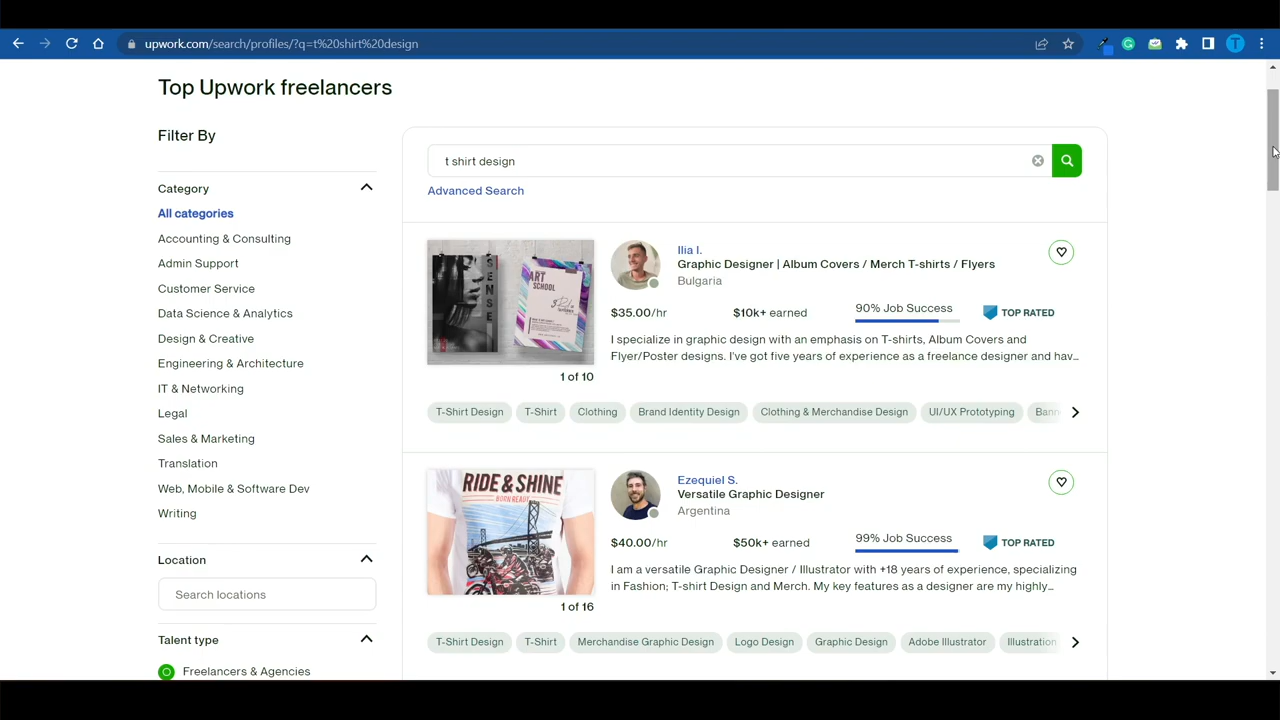 upwork.com/search/profiles/?q=t%20shirt%20design
T
Top Upwork freelancers
Filter By
Category
All categories
Accounting & Consulting
Admin Support
Customer Service
Data Science & Analytics
Design & Creative
Engineering & Architecture
IT & Networking
Legal
Sales & Marketing
Translation
Web, Mobile & Software Dev
Writing
Location
Search locations
Talent type
Freelancers & Agencies
t shirt design
Advanced Search
SENSE
ART
SCHOOL
1 of 10
Ilia I.
Graphic Designer | Album Covers / Merch T-shirts / Flyers
Bulgaria
$35.00/hr
$10k+ earned
90% Job Success
TOP RATED
I specialize in graphic design with an emphasis on T-shirts, Album Covers and
Flyer/Poster designs. I've got five years of experience as a freelance designer and hav...
T-Shirt Design
T-Shirt
Clothing
Brand Identity Design
Clothing & Merchandise Design
UI/UX Prototyping
Bann
RIDE & SHINE
BORN READY
1 of 16
Ezequiel S.
Versatile Graphic Designer
Argentina
$40.00/hr
$50k+ earned
99% Job Success
TOP RATED
I am a versatile Graphic Designer / Illustrator with +18 years of experience, specializing
in Fashion; T-shirt Design and Merch. My key features as a designer are my highly...
T-Shirt Design
T-Shirt
Merchandise Graphic Design
Logo Design
Graphic Design
Adobe Illustrator
Illustration